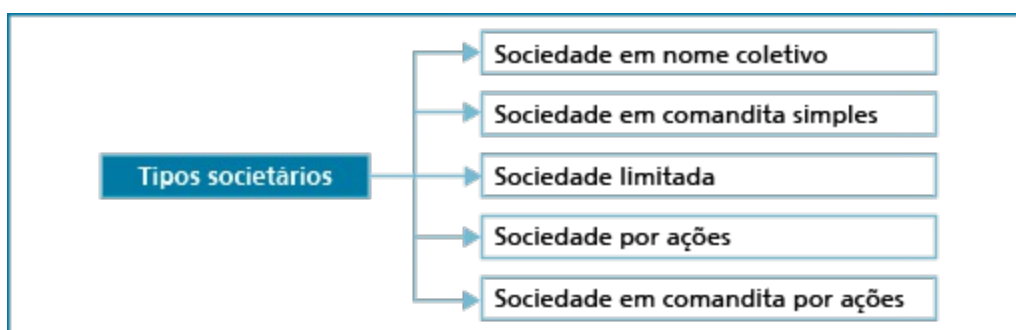 Tipos societários
Sociedade em nome coletivo
Sociedade em comandita simples
Sociedade limitada
Sociedade por ações
Sociedade em comandita por ações